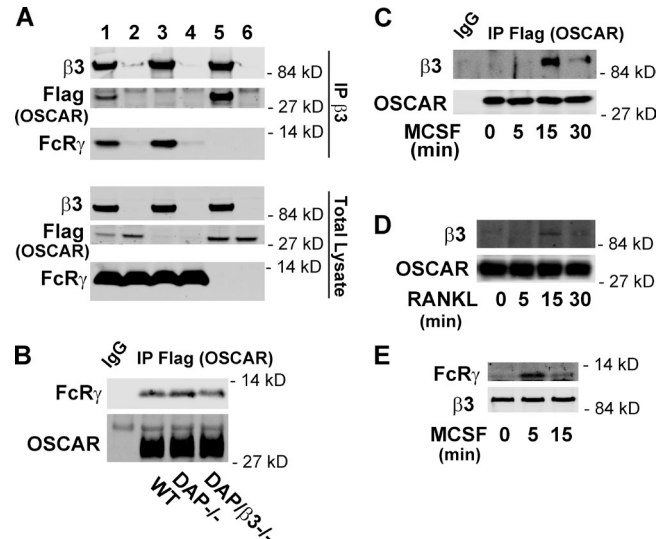 A
1 2 3 4 5 6
β3
- 84 kD
Flag
(OSCAR)
- 27 kD
FcRγ
- 14 kD
IP β3
β3
- 84 kD
Flag
(OSCAR)
- 27 kD
FcRγ
- 14 kD
Total Lysate
B
IgG
IP Flag (OSCAR)
FcRγ
- 14 kD
OSCAR
- 27 kD
WT
DAP-/-
DAP/β3-/-
C
IgG
IP Flag (OSCAR)
β3
- 84 kD
OSCAR
- 27 kD
MCSF 0 5 15 30
(min)
D
β3
- 84 kD
OSCAR
- 27 kD
RANKL 0 5 15 30
(min)
E
FcRγ
- 14 kD
β3
- 84 kD
MCSF 0 5 15
(min)